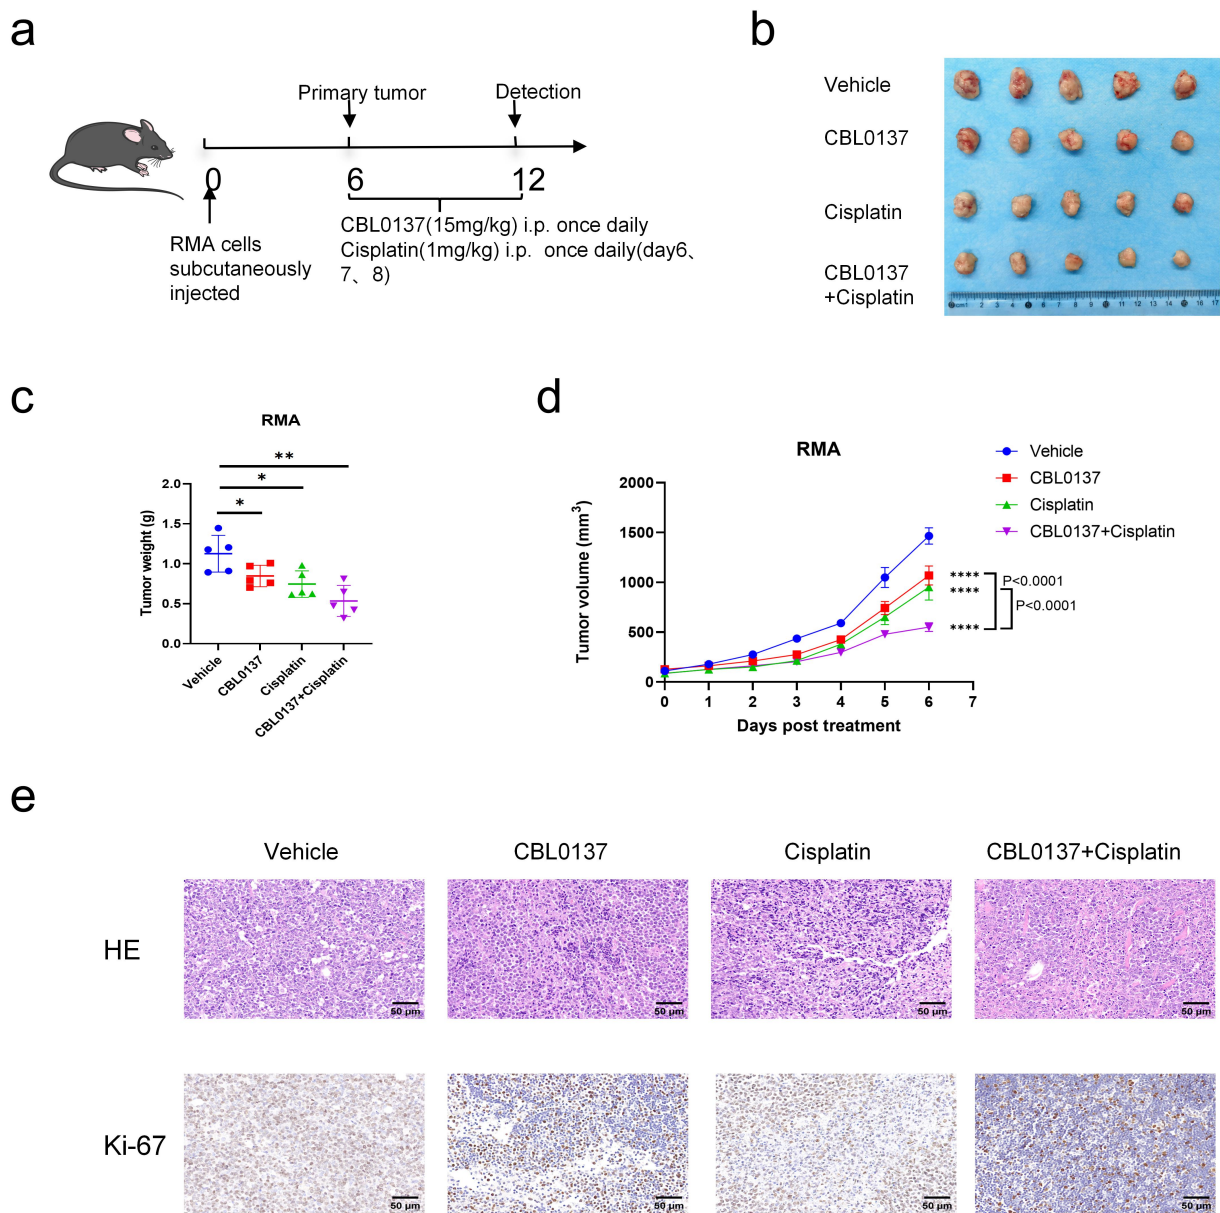 a
Primary tumor
Detection
0
6
12
RMA cells
subcutaneously
injected
CBL0137(15mg/kg) i.p. once daily
Cisplatin(1mg/kg) i.p. once daily(day6、
7、8)
b
Vehicle
CBL0137
Cisplatin
CBL0137
+Cisplatin
c
RMA
**
*
*
Tumor weight (g)
2.0
1.5
1.0
0.5
0.0
Vehicle
CBL0137
Cisplatin
CBL0137+Cisplatin
d
RMA
Vehicle
CBL0137
Cisplatin
CBL0137+Cisplatin
Tumor volume (mm³)
2000
1500
1000
500
0
0 1 2 3 4 5 6 7
Days post treatment
****
****
****
P<0.0001
P<0.0001
e
Vehicle
CBL0137
Cisplatin
CBL0137+Cisplatin
HE
50 μm
50 μm
50 μm
50 μm
Ki-67
50 μm
50 μm
50 μm
50 μm